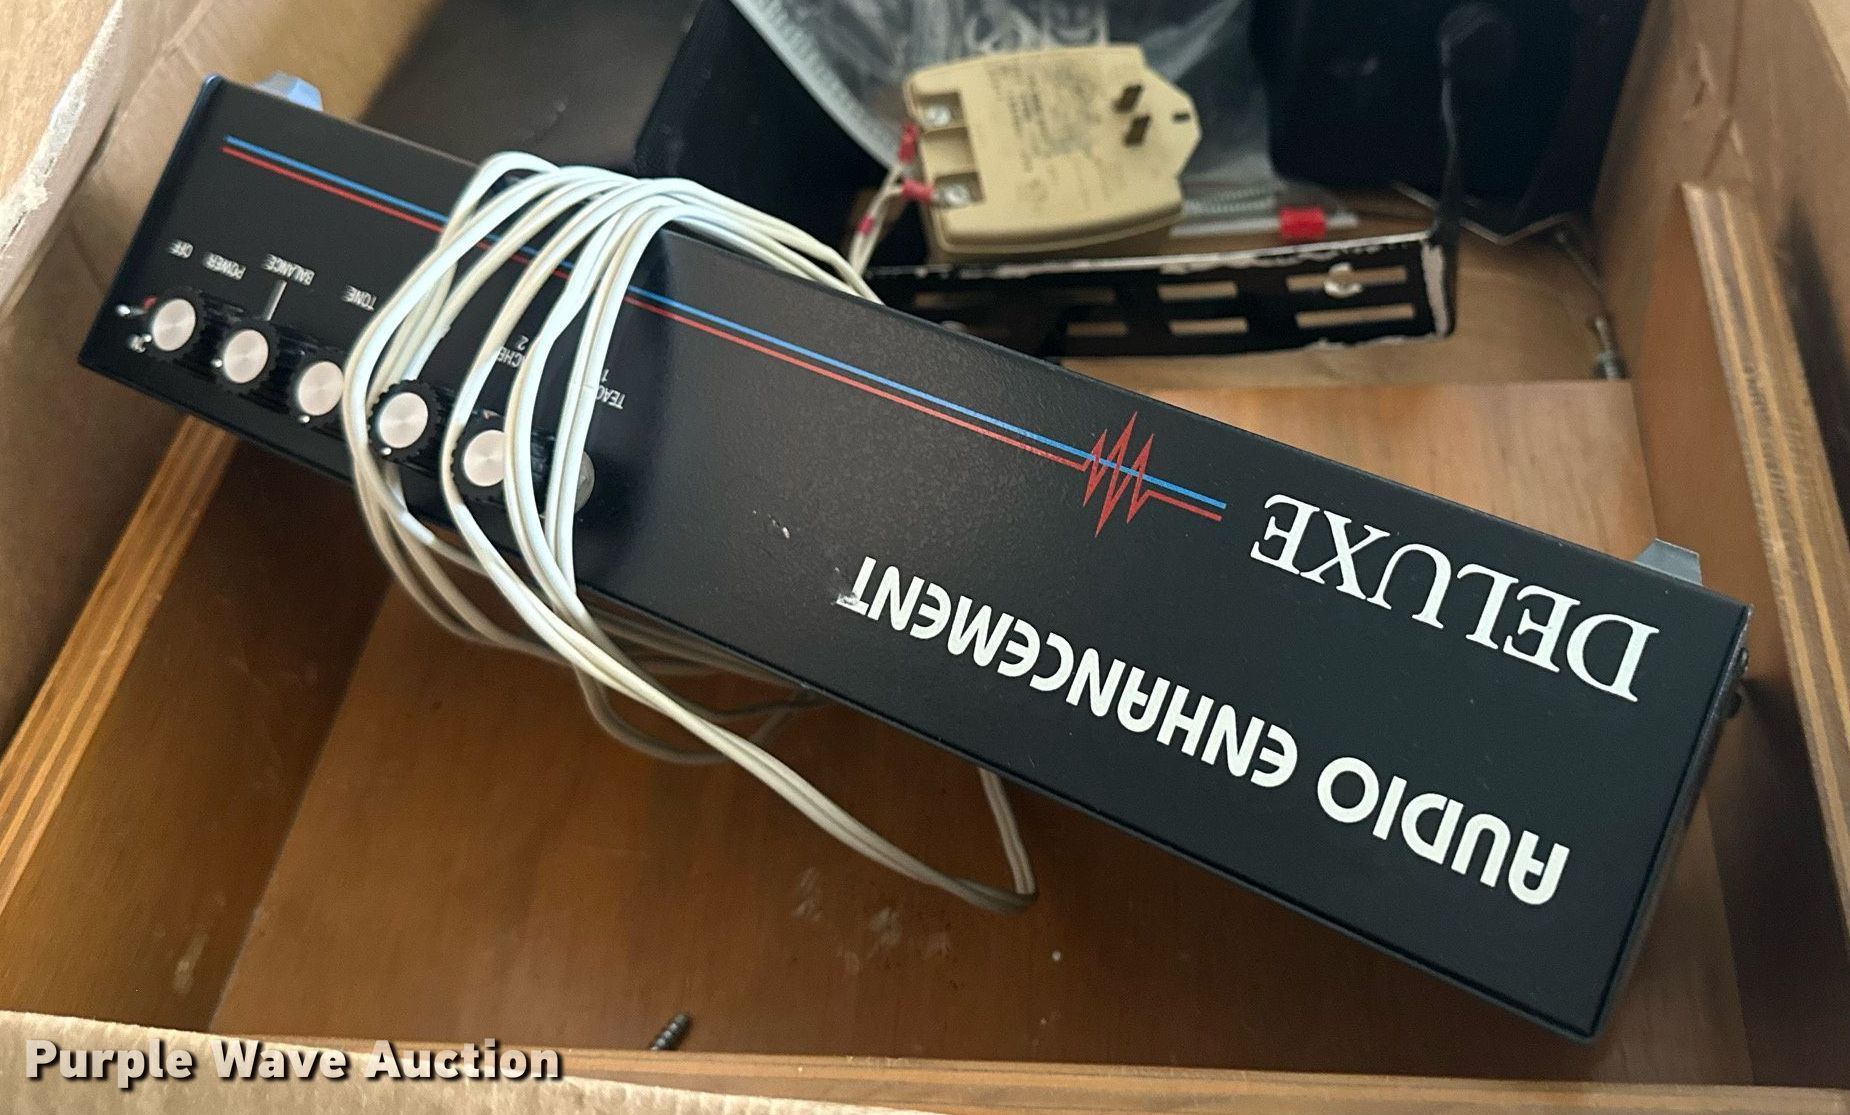 AUDIO ENHANCEMENT
DELUXE
TONE
BALANCE
POWER
OFF
1
2
Purple Wave Auction